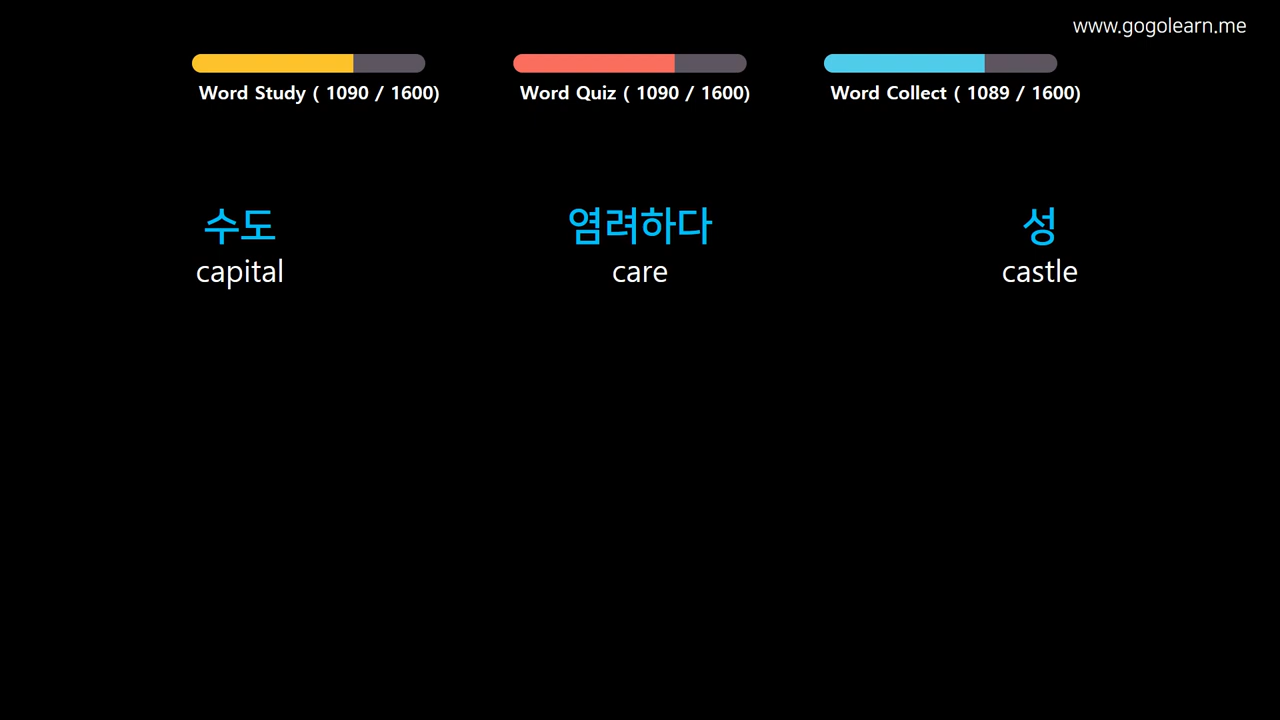 www.gogolearn.me
Word Study ( 1090 / 1600)
Word Quiz ( 1090 / 1600)
Word Collect ( 1089 / 1600)
수도
capital
염려하다
care
성
castle